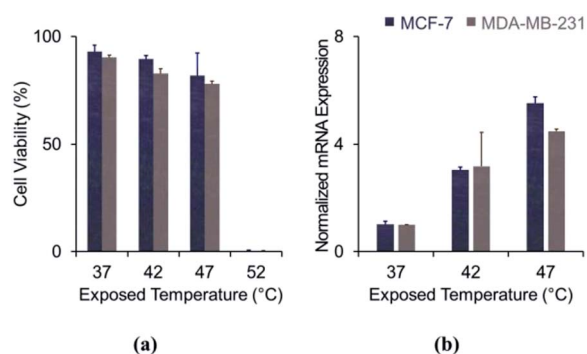 MCF-7 MDA-MB-231
100
50
0
Cell Viability (%)
37 42 47 52
Exposed Temperature (°C)
(a)
8
4
0
Normalized mRNA Expression
37 42 47
Exposed Temperature (°C)
(b)